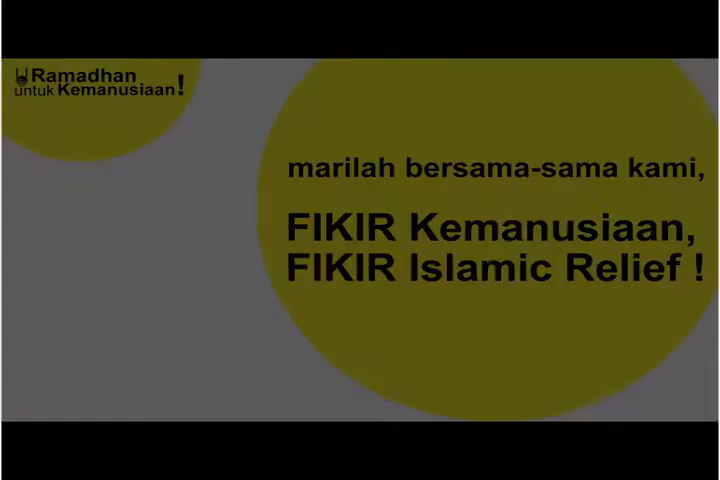 Ramadhan
untuk Kemanusiaan!
marilah bersama-sama kami,
FIKIR Kemanusiaan,
FIKIR Islamic Relief !